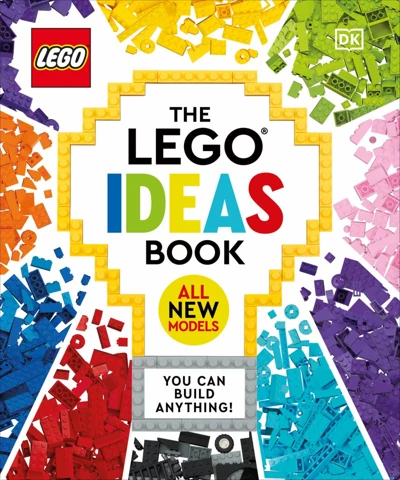 LEGO
DK
THE
LEGO®
IDEAS
BOOK
ALL
NEW
MODELS
YOU CAN
BUILD
ANYTHING!